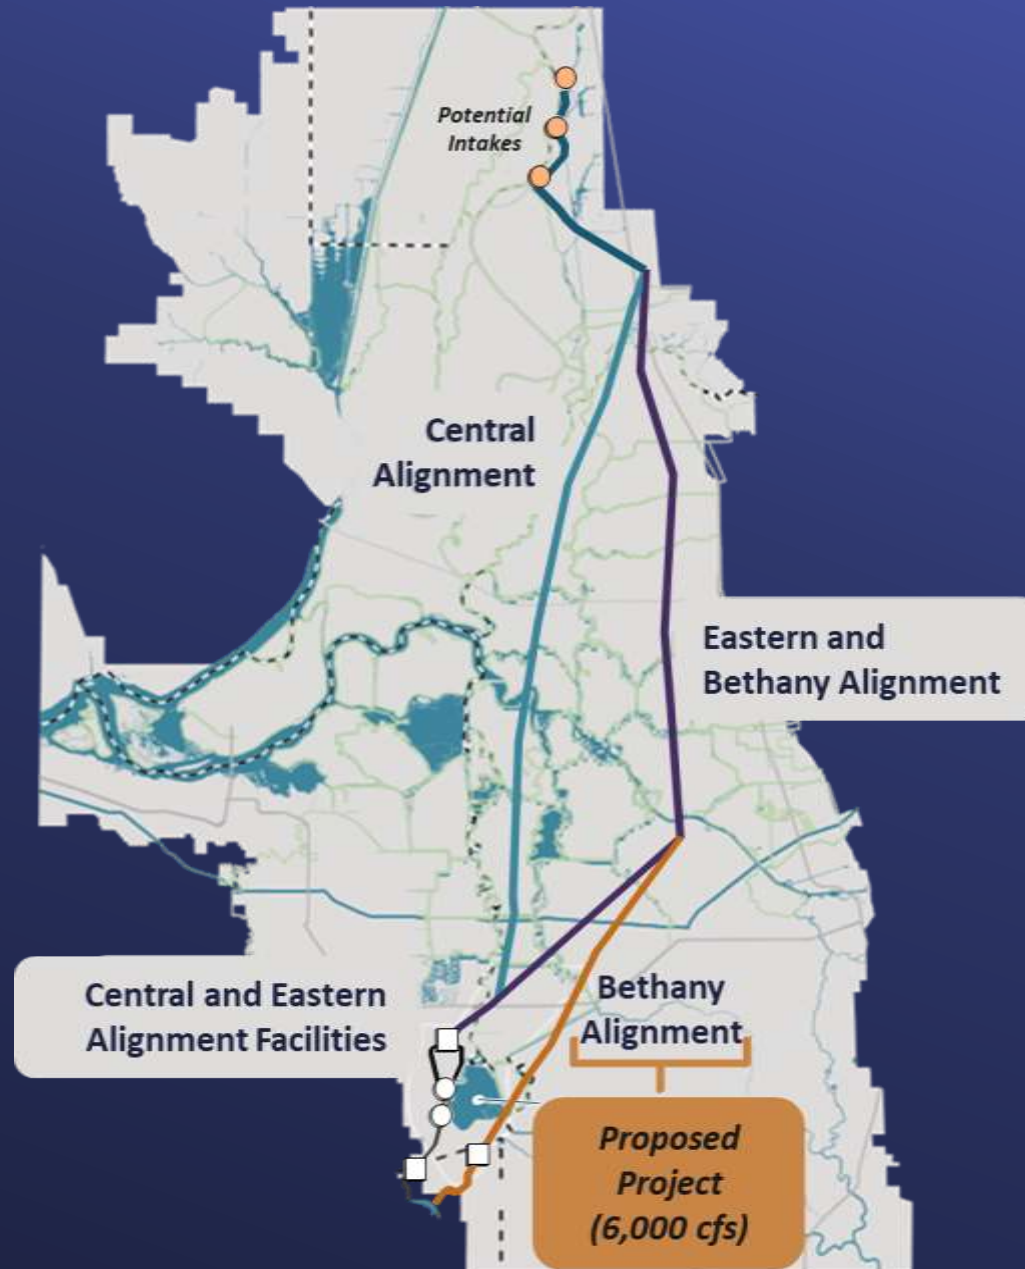 Potential
Intakes
Central
Alignment
Eastern and
Bethany Alignment
Central and Eastern
Alignment Facilities
Bethany
Alignment
Proposed
Project
(6,000 cfs)